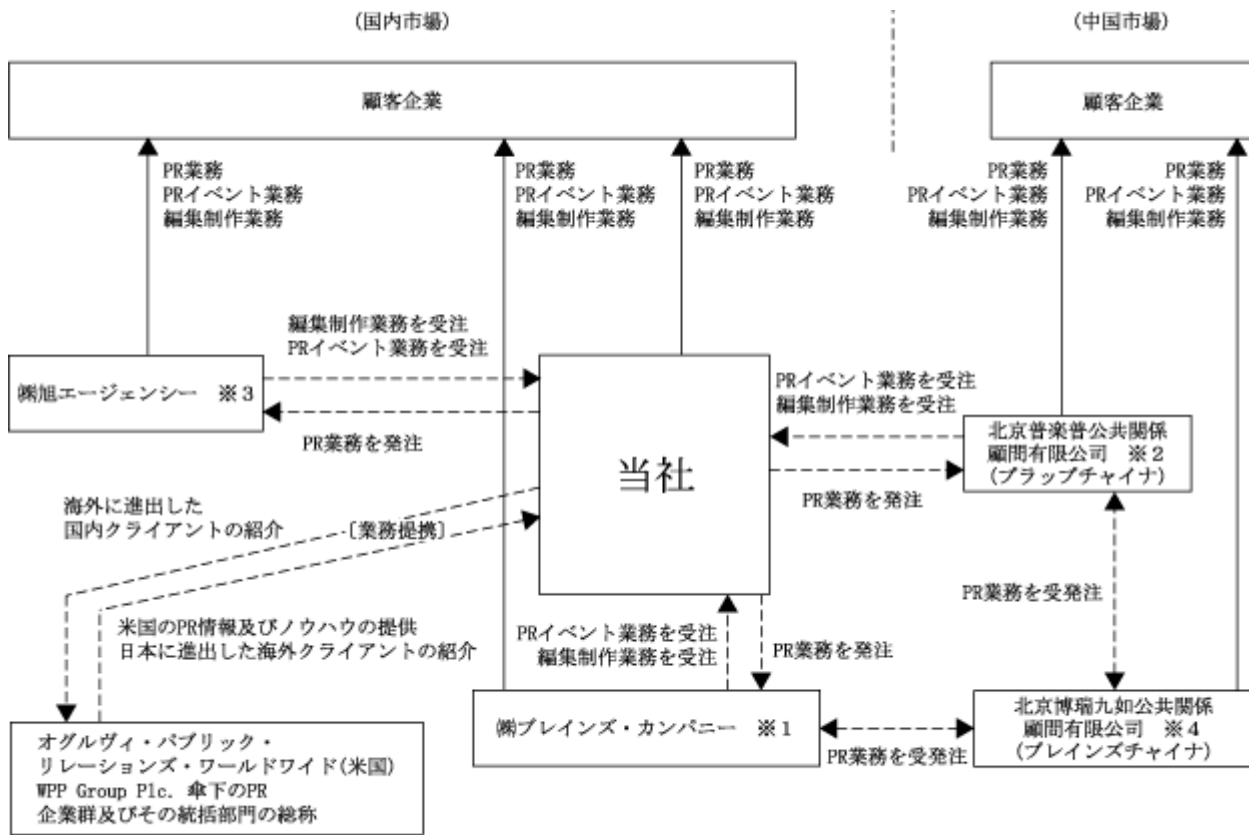 (国内市場)
(中国市場)
顧客企業
顧客企業
PR業務
PRイベント業務
編集制作業務
PR業務
PRイベント業務
編集制作業務
PR業務
PRイベント業務
編集制作業務
PR業務
PRイベント業務
編集制作業務
PR業務
PRイベント業務
編集制作業務
編集制作業務を受注
PRイベント業務を受注
㈱旭エージェンシー ※3
PR業務を発注
当社
PRイベント業務を受注
編集制作業務を受注
北京普楽普公共関係
顧問有限公司 ※2
(プラップチャイナ)
PR業務を発注
海外に進出した
国内クライアントの紹介
[業務提携]
PR業務を受発注
米国のPR情報及びノウハウの提供
日本に進出した海外クライアントの紹介
PRイベント業務を受注
編集制作業務を受注
PR業務を発注
オグルヴィ・パブリック・
リレーションズ・ワールドワイド(米国)
WPP Group Plc. 傘下のPR
企業群及びその統括部門の総称
㈱ブレインズ・カンパニー ※1
PR業務を受発注
北京博瑞九如公共関係
顧問有限公司 ※4
(ブレインズチャイナ)